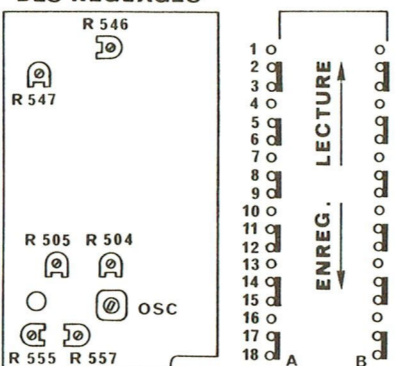 DES REGLAGES
R 546
R 547
R 505 R 504
OSC
R 555 R 557
1
2
3
4
5
6
7
8
9
10
11
12
13
14
15
16
17
18
LECTURE
ENREG.
A B